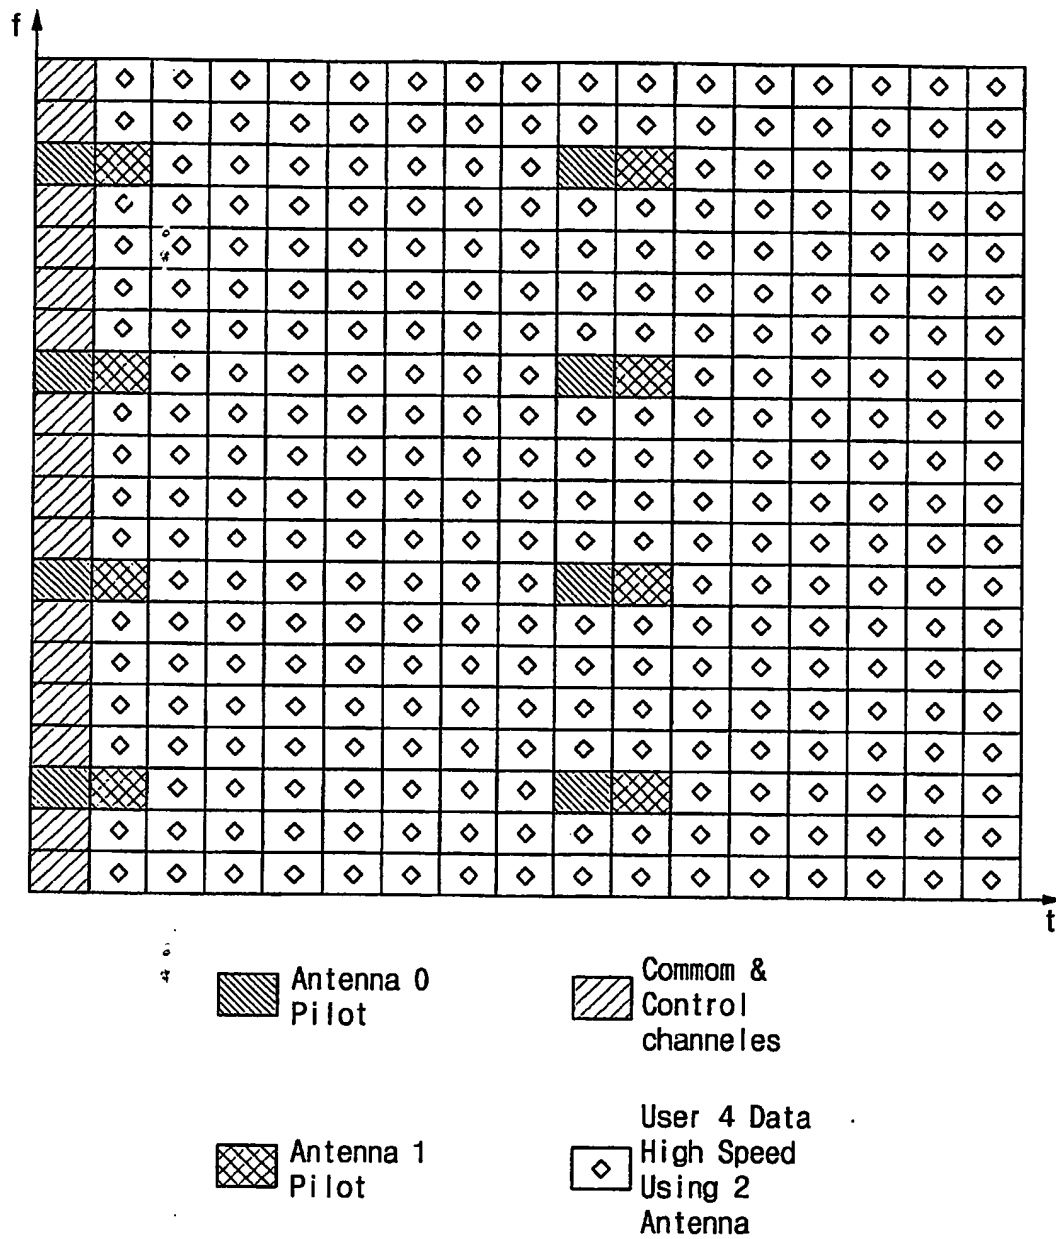 f
t
Antenna 0
Pilot
Commom &
Control
channeles
Antenna 1
Pilot
User 4 Data
High Speed
Using 2
Antenna